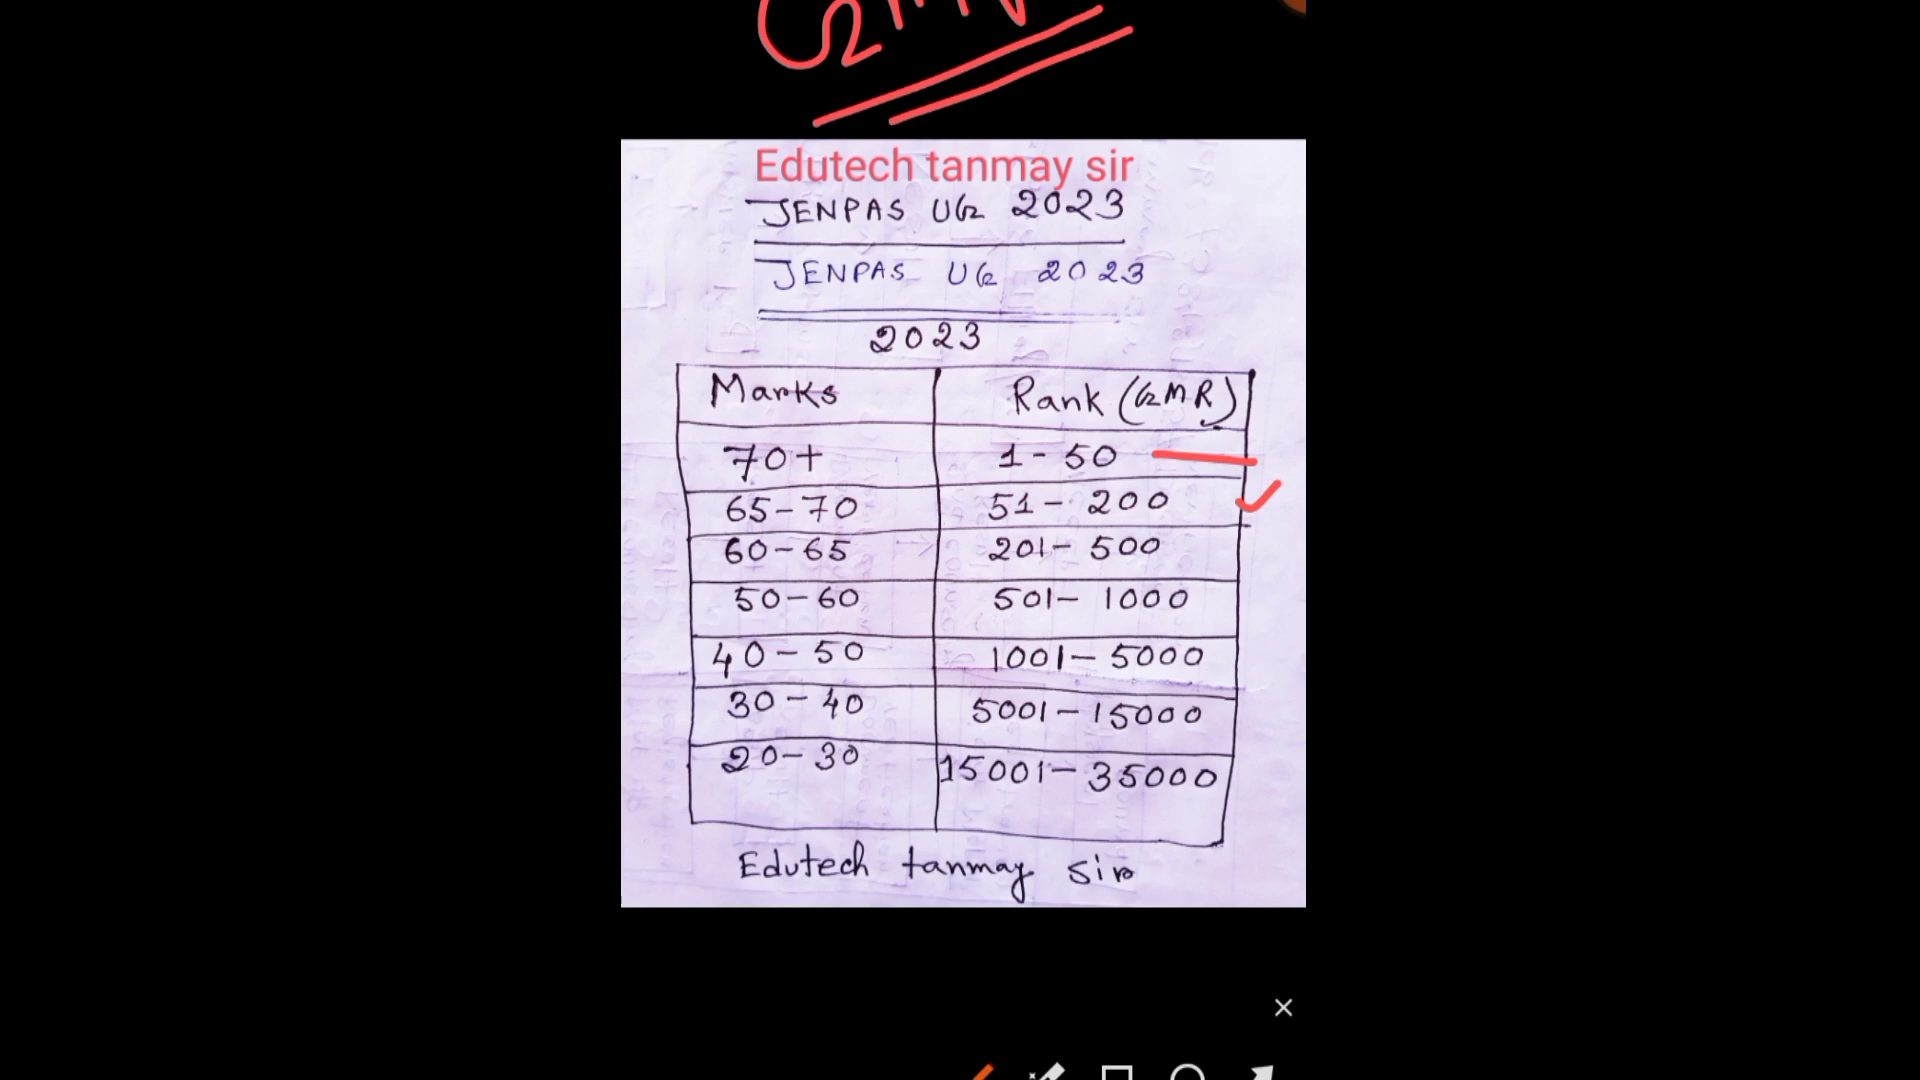 Edutech tanmay sir
JENPAS UG 2023
JENPAS UG 2023
2023
Marks Rank (GMR)
70+ 1 - 50
65-70 51 - 200
60-65 201- 500
50-60 501- 1000
40-50 1001- 5000
30-40 5001-15000
20-30 15001-35000
Edutech tanmay sir